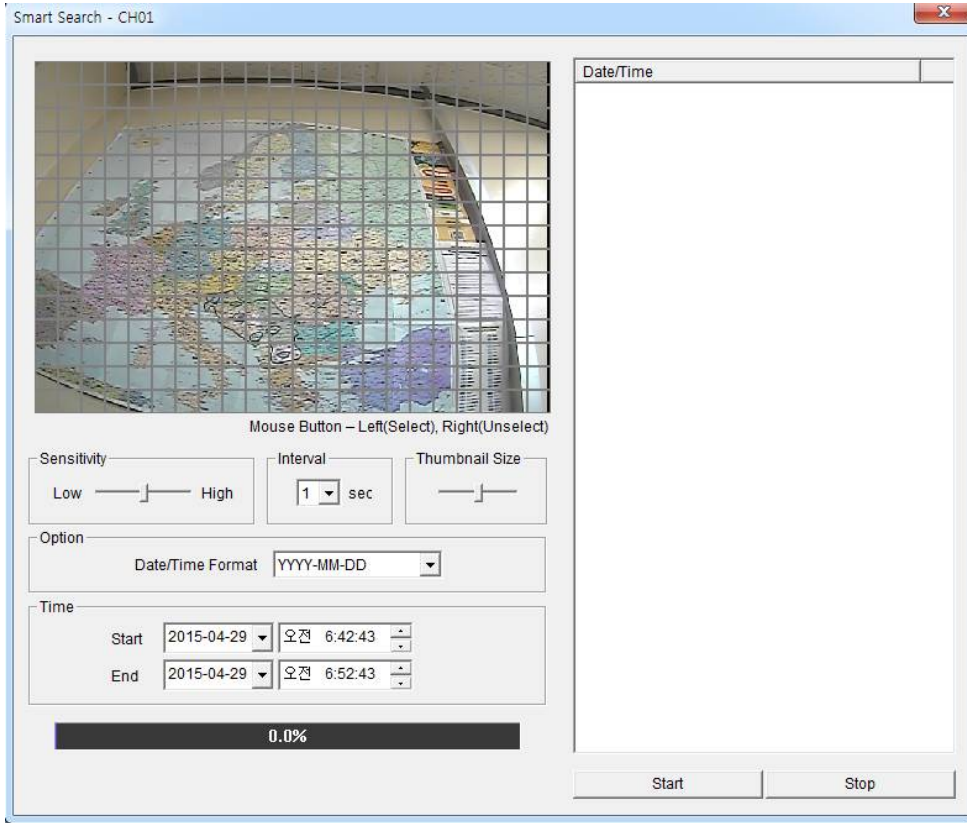 Smart Search - CH01
Date/Time
Mouse Button – Left(Select), Right(Unselect)
Sensitivity
Low High
Interval
1 sec
Thumbnail Size
Option
Date/Time Format YYYY-MM-DD
Time
Start 2015-04-29 오전 6:42:43
End 2015-04-29 오전 6:52:43
0.0%
Start Stop